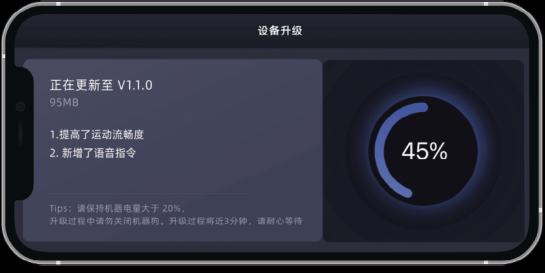 设备升级
正在更新至 V1.1.0
95MB
1.提高了运动流畅度
2. 新增了语音指令
45%
Tips：请保持机器电量大于 20%，
升级过程中请勿关闭机器狗。升级过程将近3分钟，请耐心等待